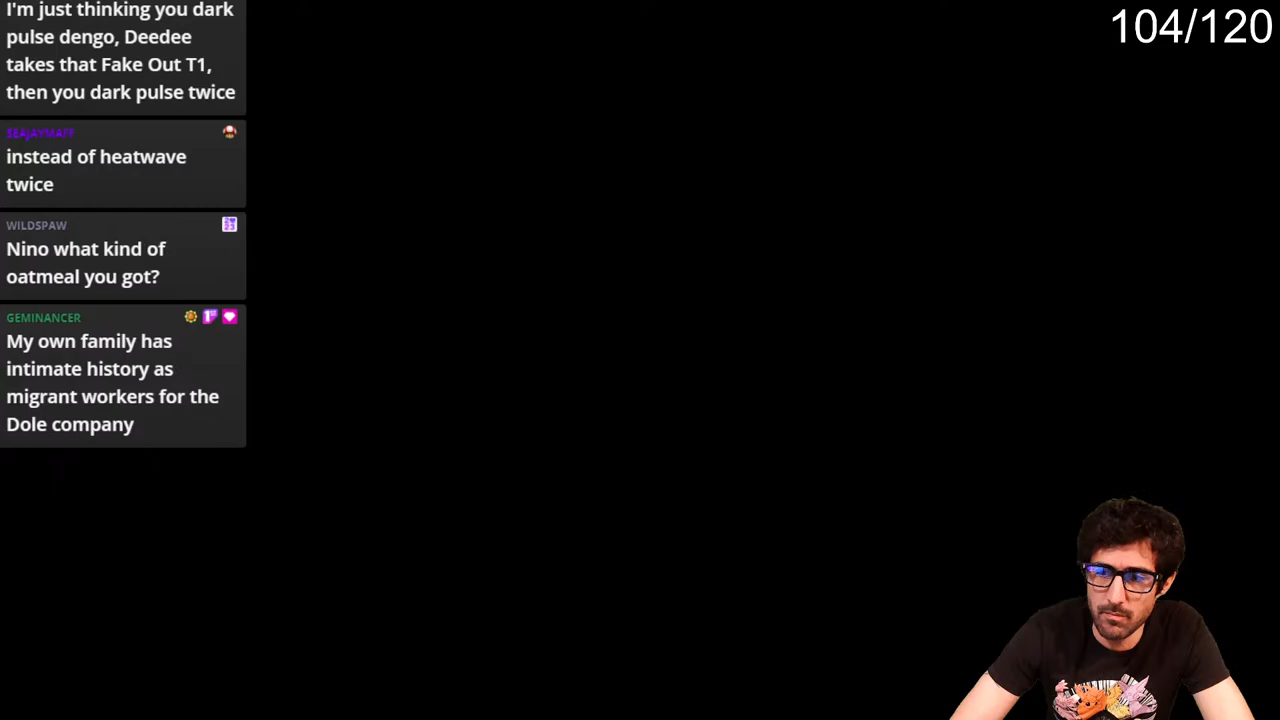 I'm just thinking you dark
pulse dengo, Deedee
takes that Fake Out T1,
then you dark pulse twice
SEAJAYMAFF
instead of heatwave
twice
WILDSPAW
Nino what kind of
oatmeal you got?
GEMINANCER
My own family has
intimate history as
migrant workers for the
Dole company
104/120